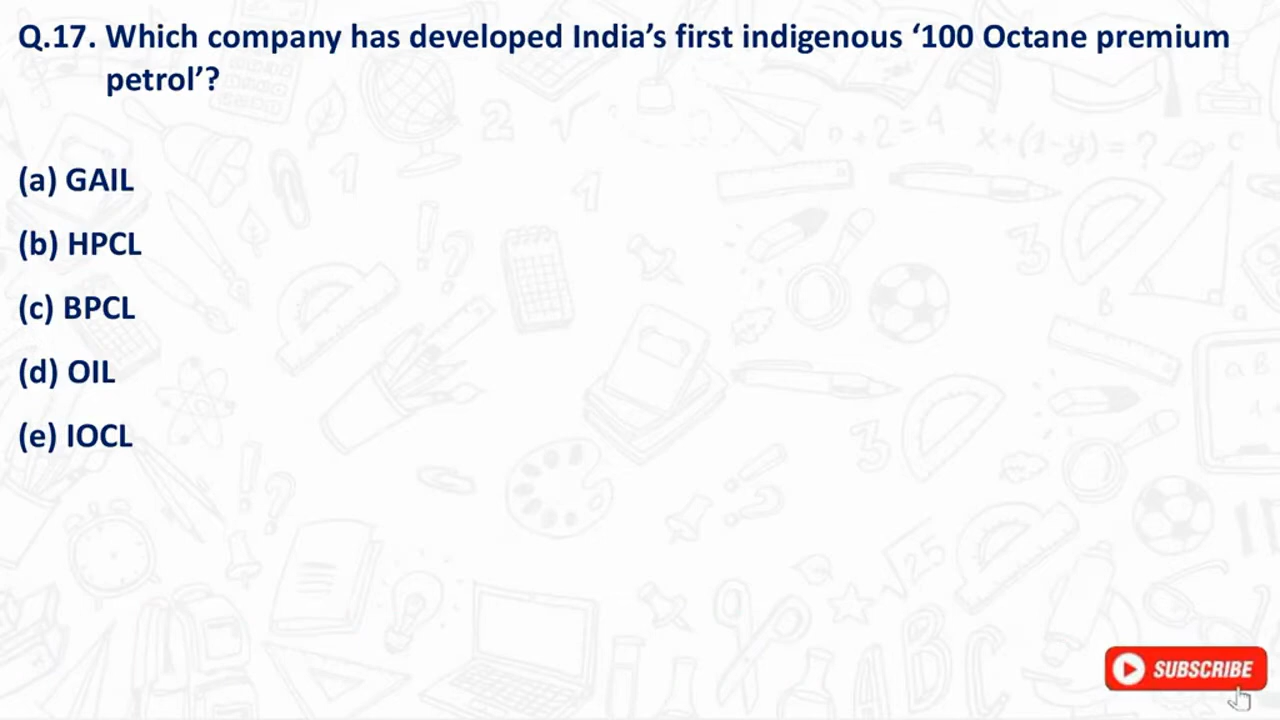 Q.17. Which company has developed India’s first indigenous ‘100 Octane premium
petrol’?
(a) GAIL
(b) HPCL
(c) BPCL
(d) OIL
(e) IOCL
SUBSCRIBE